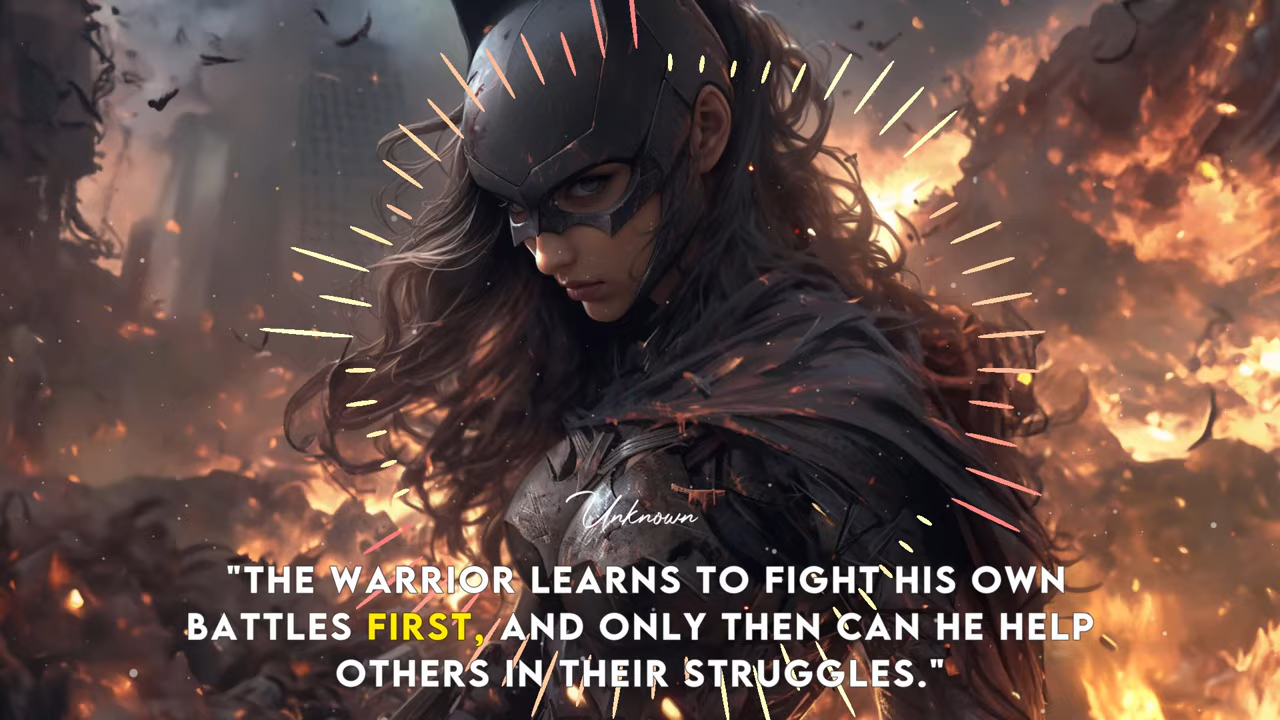 Unknown
"THE WARRIOR LEARNS TO FIGHT HIS OWN
BATTLES FIRST, AND ONLY THEN CAN HE HELP
OTHERS IN THEIR STRUGGLES."